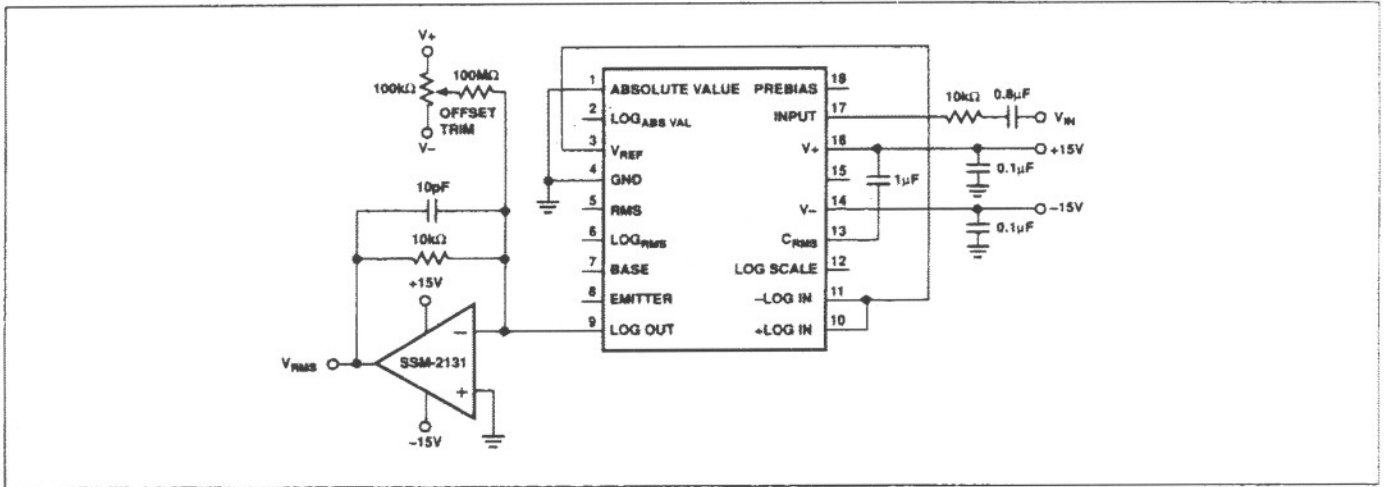 V+
100kΩ
100MΩ
OFFSET
TRIM
V-
10pF
10kΩ
+15V
SSM-2131
-
+
VRMS
-15V
1 ABSOLUTE VALUE
2 LOGABS VAL
3 VREF
4 GND
5 RMS
6 LOGRMS
7 BASE
8 EMITTER
9 LOG OUT
PREBIAS 18
INPUT 17
V+ 16
15
V- 14
CRMS 13
LOG SCALE 12
-LOG IN 11
+LOG IN 10
10kΩ
0.8µF
VIN
+15V
0.1µF
1µF
-15V
0.1µF